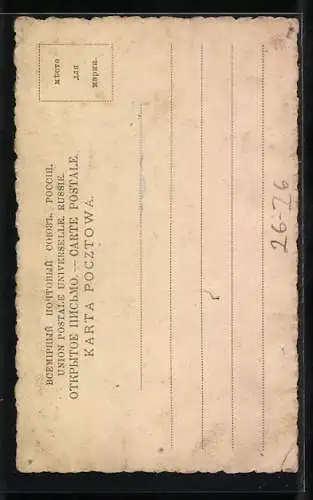 ВСЕМІРНЫЙ ПОЧТОВЫЙ СОЮЗЪ. РОССІЯ.
UNION POSTALE UNIVERSELLE. RUSSIE.
ОТКРЫТОЕ ПИСЬМО. — CARTE POSTALE.
KARTA POCZTOWA.
мѣсто
для
марки.
26-26